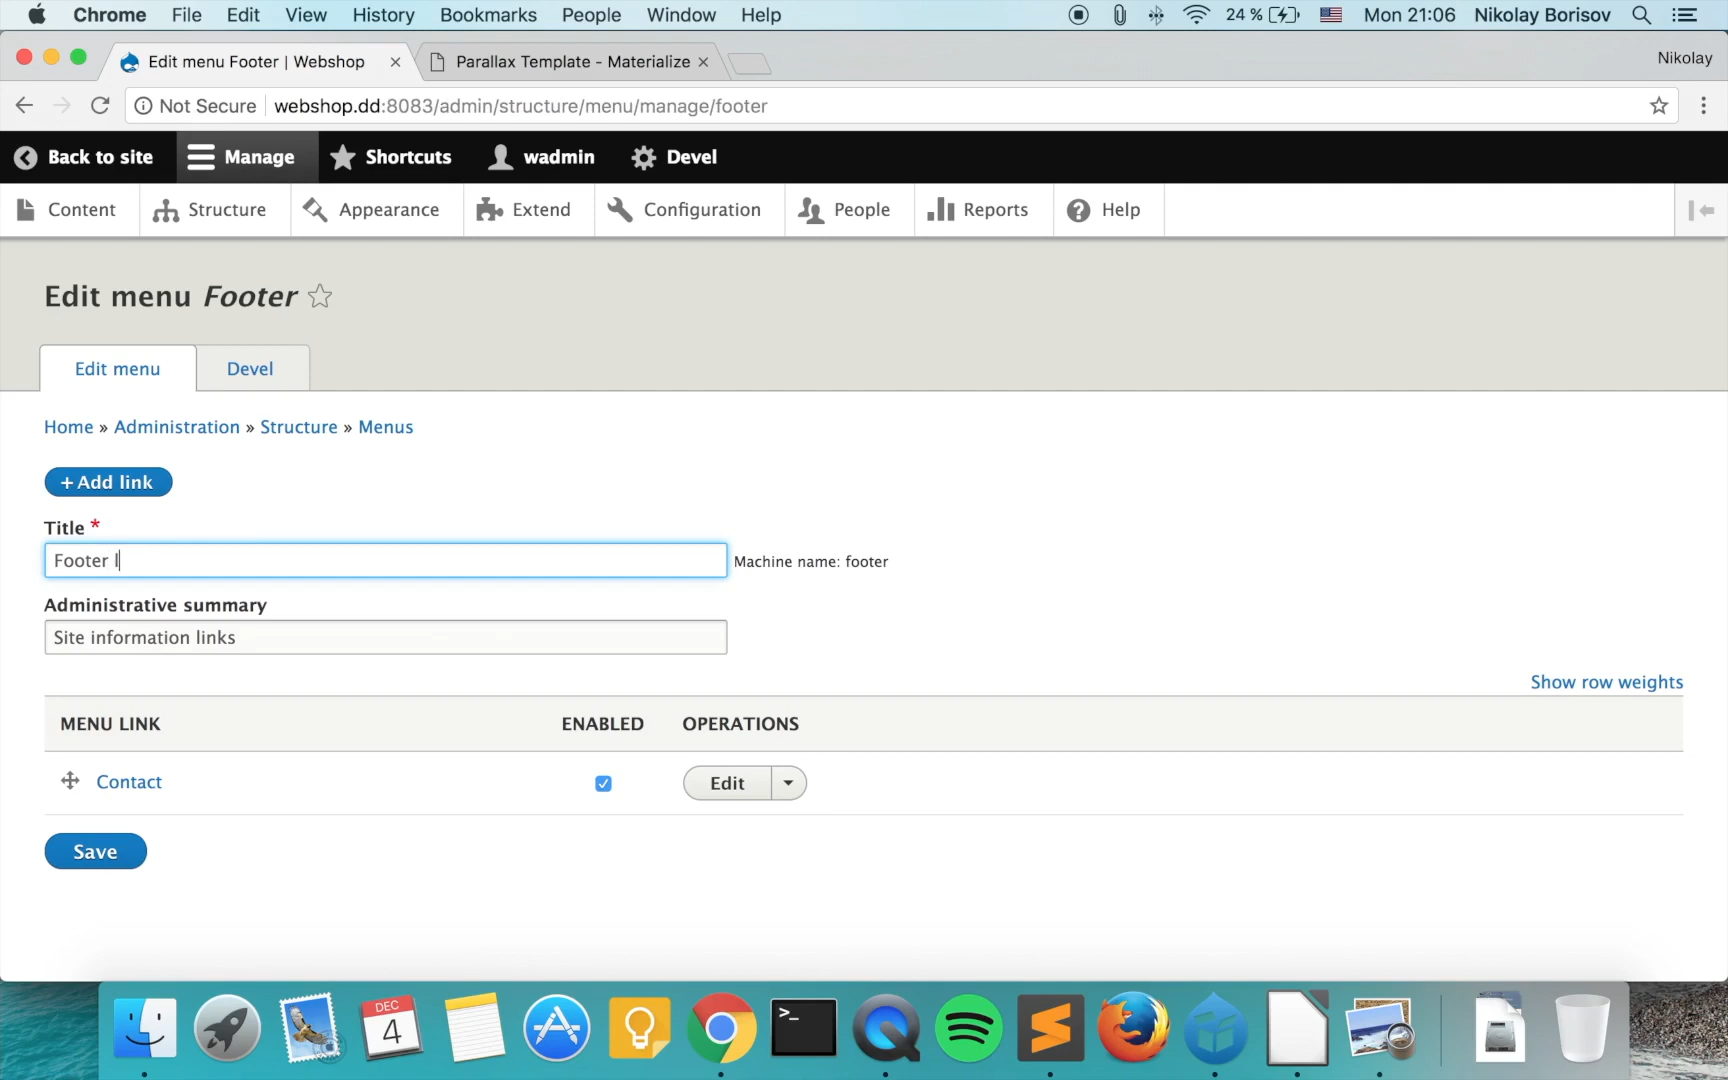 Chrome File Edit View History Bookmarks People Window Help 24 % Mon 21:06 Nikolay Borisov
Edit menu Footer | Webshop Parallax Template - Materialize Nikolay
Not Secure webshop.dd:8083/admin/structure/menu/manage/footer
Back to site Manage Shortcuts wadmin Devel
Content Structure Appearance Extend Configuration People Reports Help
Edit menu Footer
Edit menu Devel
Home » Administration » Structure » Menus
+ Add link
Title *
Footer l Machine name: footer
Administrative summary
Site information links
Show row weights
MENU LINK ENABLED OPERATIONS
Contact Edit
Save
DEC
4
>_